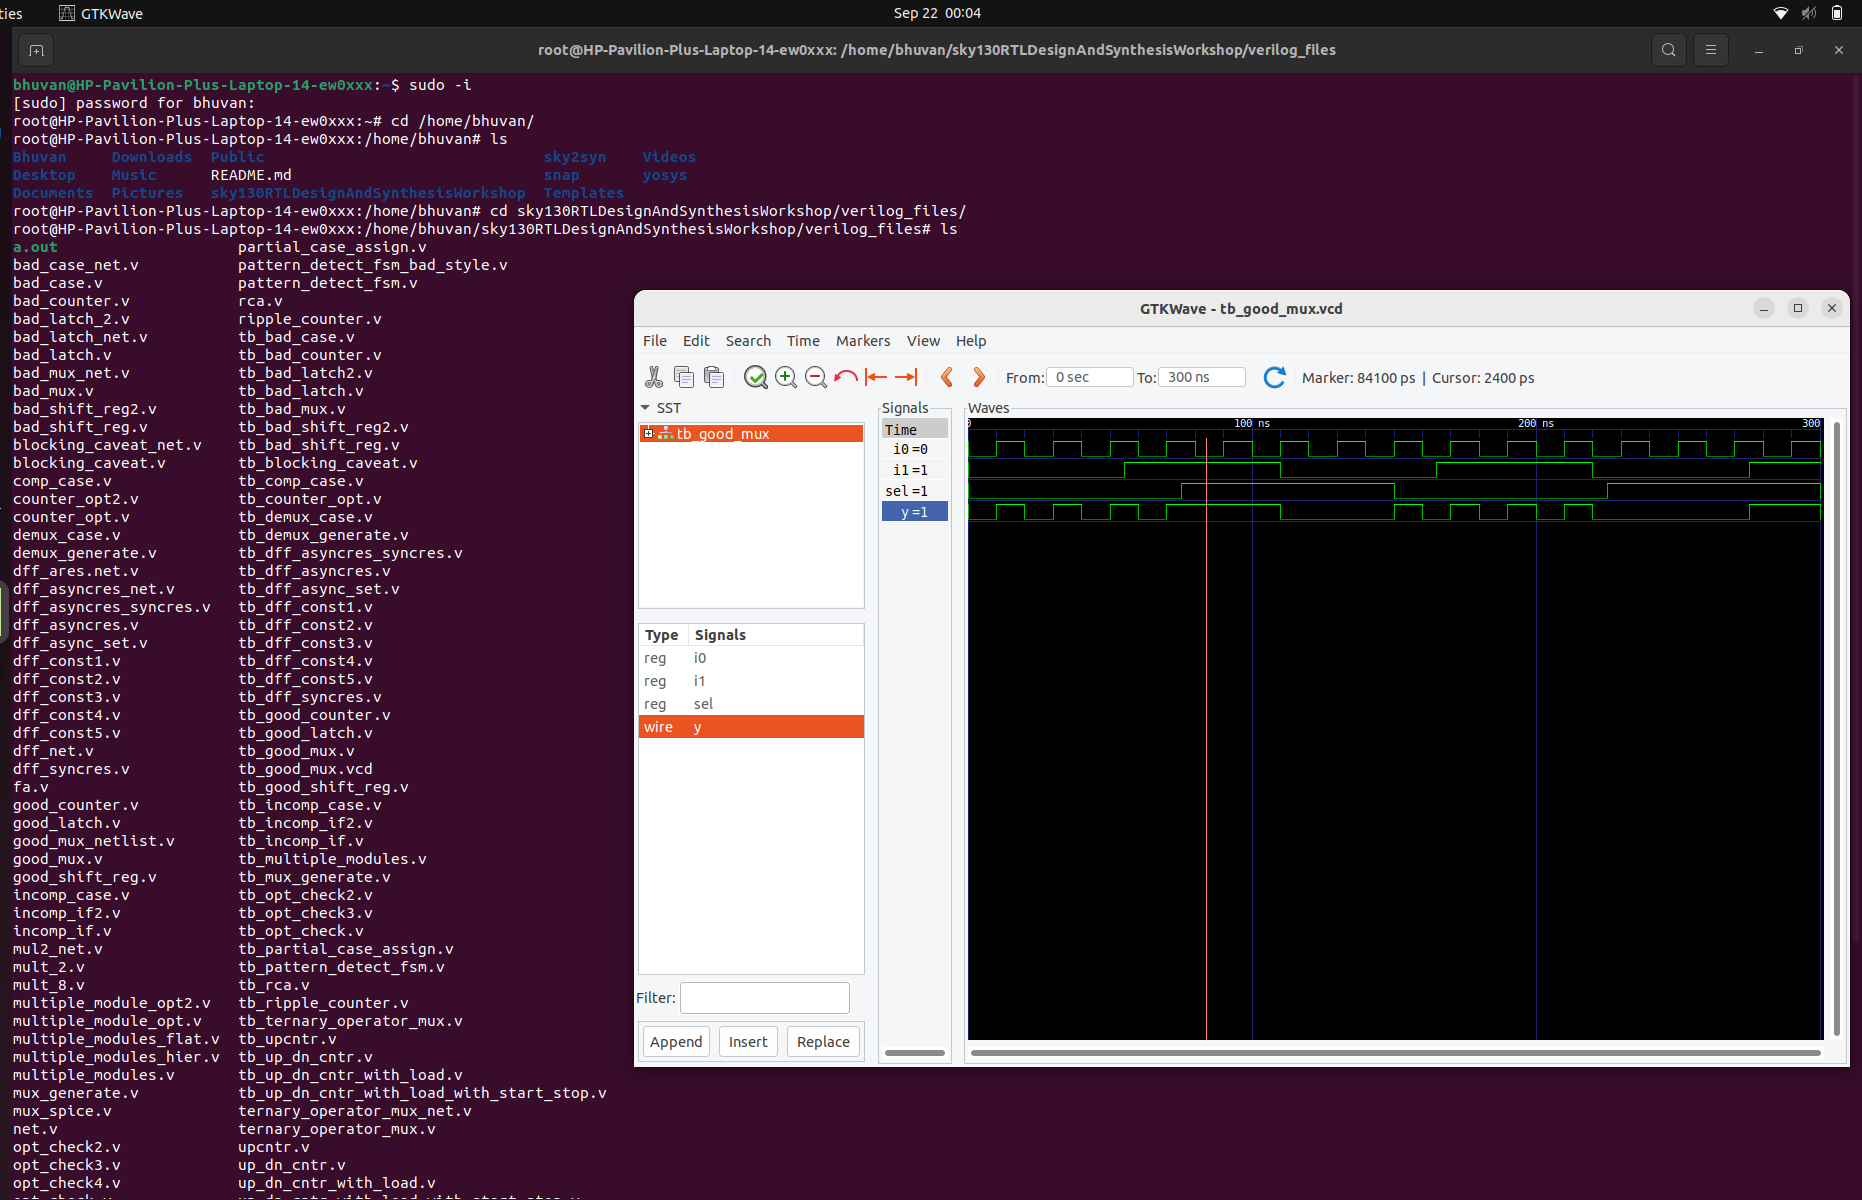 ties GTKWave Sep 22 00:04
root@HP-Pavilion-Plus-Laptop-14-ew0xxx: /home/bhuvan/sky130RTLDesignAndSynthesisWorkshop/verilog_files
bhuvan@HP-Pavilion-Plus-Laptop-14-ew0xxx:~$ sudo -i
[sudo] password for bhuvan:
root@HP-Pavilion-Plus-Laptop-14-ew0xxx:~# cd /home/bhuvan/
root@HP-Pavilion-Plus-Laptop-14-ew0xxx:/home/bhuvan# ls
Bhuvan Downloads Public sky2syn Videos
Desktop Music README.md snap yosys
Documents Pictures sky130RTLDesignAndSynthesisWorkshop Templates
root@HP-Pavilion-Plus-Laptop-14-ew0xxx:/home/bhuvan# cd sky130RTLDesignAndSynthesisWorkshop/verilog_files/
root@HP-Pavilion-Plus-Laptop-14-ew0xxx:/home/bhuvan/sky130RTLDesignAndSynthesisWorkshop/verilog_files# ls
a.out partial_case_assign.v
bad_case_net.v pattern_detect_fsm_bad_style.v
bad_case.v pattern_detect_fsm.v
bad_counter.v rca.v
bad_latch_2.v ripple_counter.v
bad_latch_net.v tb_bad_case.v
bad_latch.v tb_bad_counter.v
bad_mux_net.v tb_bad_latch2.v
bad_mux.v tb_bad_latch.v
bad_shift_reg2.v tb_bad_mux.v
bad_shift_reg.v tb_bad_shift_reg2.v
blocking_caveat_net.v tb_bad_shift_reg.v
blocking_caveat.v tb_blocking_caveat.v
comp_case.v tb_comp_case.v
counter_opt2.v tb_counter_opt.v
counter_opt.v tb_demux_case.v
demux_case.v tb_demux_generate.v
demux_generate.v tb_dff_asyncres_syncres.v
dff_ares.net.v tb_dff_asyncres.v
dff_asyncres_net.v tb_dff_async_set.v
dff_asyncres_syncres.v tb_dff_const1.v
dff_asyncres.v tb_dff_const2.v
dff_async_set.v tb_dff_const3.v
dff_const1.v tb_dff_const4.v
dff_const2.v tb_dff_const5.v
dff_const3.v tb_dff_syncres.v
dff_const4.v tb_good_counter.v
dff_const5.v tb_good_latch.v
dff_net.v tb_good_mux.v
dff_syncres.v tb_good_mux.vcd
fa.v tb_good_shift_reg.v
good_counter.v tb_incomp_case.v
good_latch.v tb_incomp_if2.v
good_mux_netlist.v tb_incomp_if.v
good_mux.v tb_multiple_modules.v
good_shift_reg.v tb_mux_generate.v
incomp_case.v tb_opt_check2.v
incomp_if2.v tb_opt_check3.v
incomp_if.v tb_opt_check.v
mul2_net.v tb_partial_case_assign.v
mult_2.v tb_pattern_detect_fsm.v
mult_8.v tb_rca.v
multiple_module_opt2.v tb_ripple_counter.v
multiple_module_opt.v tb_ternary_operator_mux.v
multiple_modules_flat.v tb_upcntr.v
multiple_modules_hier.v tb_up_dn_cntr.v
multiple_modules.v tb_up_dn_cntr_with_load.v
mux_generate.v tb_up_dn_cntr_with_load_with_start_stop.v
mux_spice.v ternary_operator_mux_net.v
net.v ternary_operator_mux.v
opt_check2.v upcntr.v
opt_check3.v up_dn_cntr.v
opt_check4.v up_dn_cntr_with_load.v
opt_check.v up_dn_cntr_with_load_with_start_stop.v
GTKWave - tb_good_mux.vcd
File Edit Search Time Markers View Help
From: 0 sec To: 300 ns Marker: 84100 ps | Cursor: 2400 ps
SST
tb_good_mux
Type Signals
reg i0
reg i1
reg sel
wire y
Filter:
Append Insert Replace
Signals
Time
i0=0
i1=1
sel=1
y=1
Waves
0 100 ns 200 ns 300